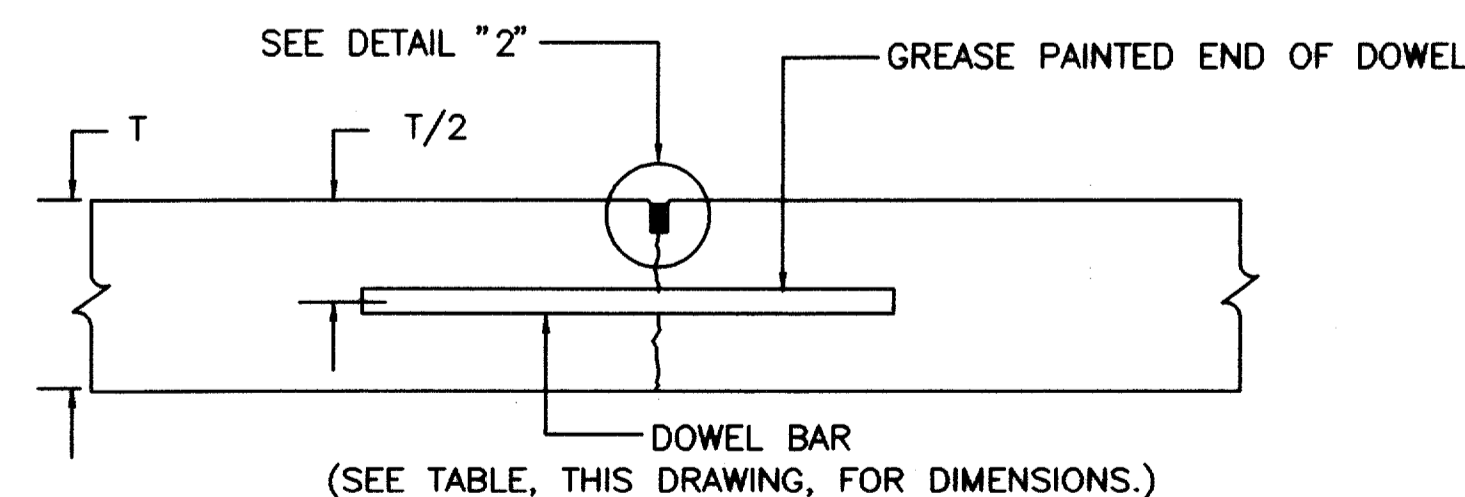 SEE DETAIL "2"
GREASE PAINTED END OF DOWEL
T
T/2
DOWEL BAR
(SEE TABLE, THIS DRAWING, FOR DIMENSIONS.)